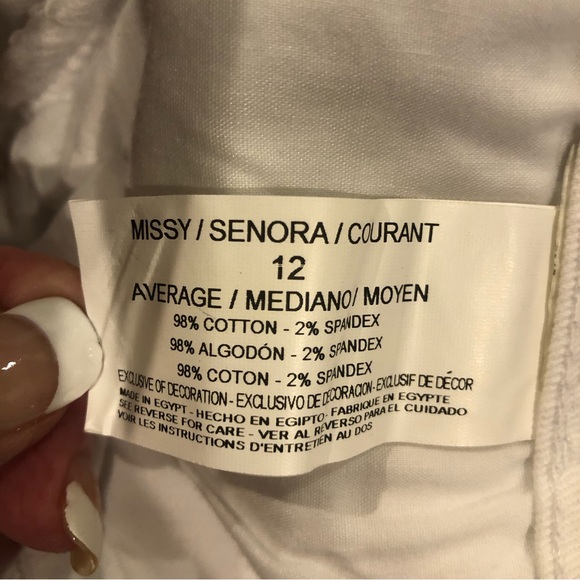 MISSY / SENORA / COURANT
12
AVERAGE / MEDIANO/ MOYEN
98% COTTON - 2% SPANDEX
98% ALGODÓN - 2% SPANDEX
98% COTON - 2% SPANDEX
EXCLUSIVE OF DECORATION - EXCLUSIVO DE DECORACION- EXCLUSIF DE DÉCOR
MADE IN EGYPT - HECHO EN EGIPTO - FABRIQUE EN EGYPTE
SEE REVERSE FOR CARE - VER AL REVERSO PARA EL CUIDADO
VOIR LES INSTRUCTIONS D'ENTRETIEN AU DOS